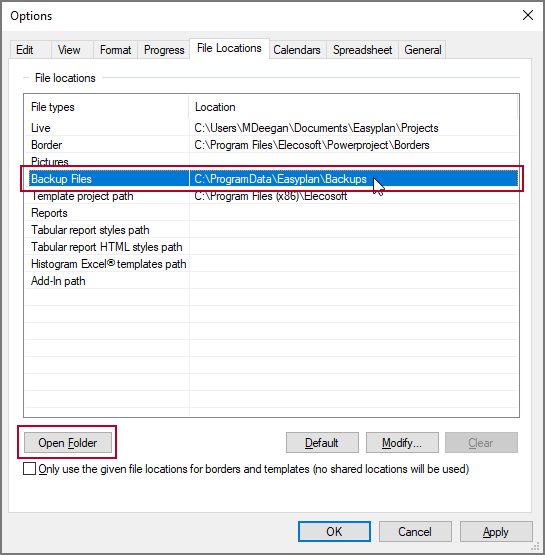 Options
Edit View Format Progress File Locations Calendars Spreadsheet General
File locations
File types Location
Live C:\Users\MDeegan\Documents\Easyplan\Projects
Border C:\Program Files\Elecosoft\Powerproject\Borders
Pictures
Backup Files C:\ProgramData\Easyplan\Backups
Template project path C:\Program Files (x86)\Elecosoft
Reports
Tabular report styles path
Tabular report HTML styles path
Histogram Excel® templates path
Add-In path
Open Folder Default Modify... Clear
Only use the given file locations for borders and templates (no shared locations will be used)
OK Cancel Apply